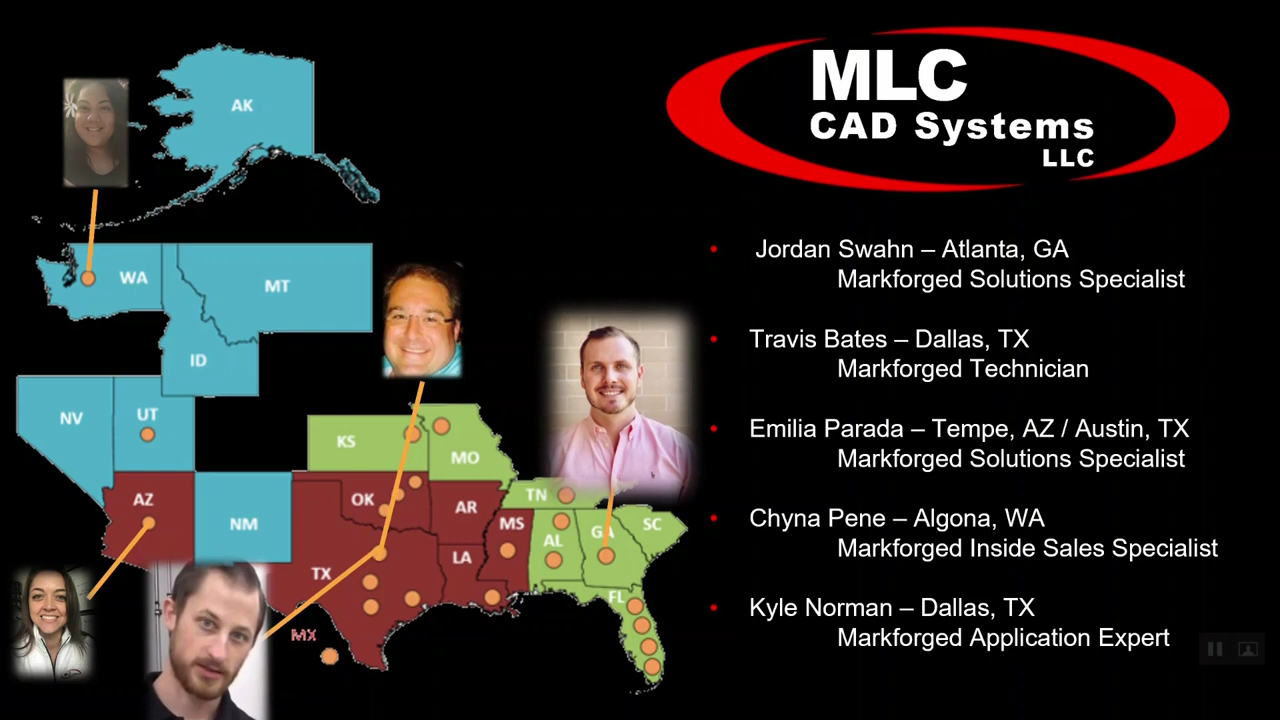 MLC
CAD Systems
LLC
AK
WA
MT
ID
NV
UT
AZ
NM
KS
MO
OK
AR
TN
MS
AL
GA
SC
LA
TX
FL
MX
• Jordan Swahn – Atlanta, GA
Markforged Solutions Specialist
• Travis Bates – Dallas, TX
Markforged Technician
• Emilia Parada – Tempe, AZ / Austin, TX
Markforged Solutions Specialist
• Chyna Pene – Algona, WA
Markforged Inside Sales Specialist
• Kyle Norman – Dallas, TX
Markforged Application Expert